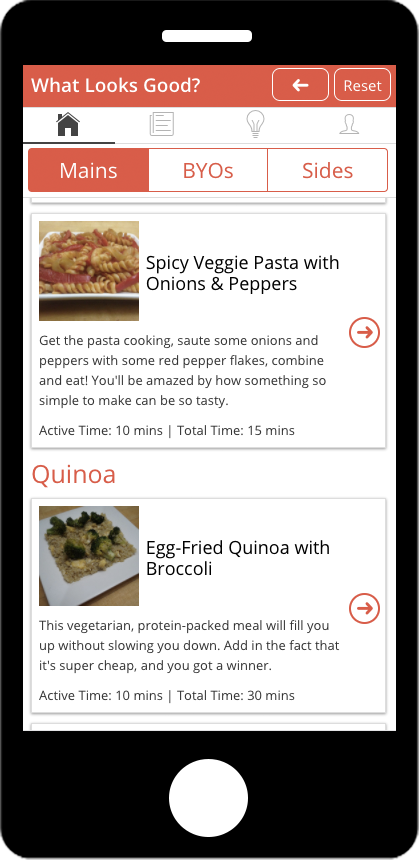 What Looks Good?
Reset
Mains
BYOs
Sides
Spicy Veggie Pasta with
Onions & Peppers
Get the pasta cooking, saute some onions and
peppers with some red pepper flakes, combine
and eat! You'll be amazed by how something so
simple to make can be so tasty.
Active Time: 10 mins | Total Time: 15 mins
Quinoa
Egg-Fried Quinoa with
Broccoli
This vegetarian, protein-packed meal will fill you
up without slowing you down. Add in the fact that
it's super cheap, and you got a winner.
Active Time: 10 mins | Total Time: 30 mins